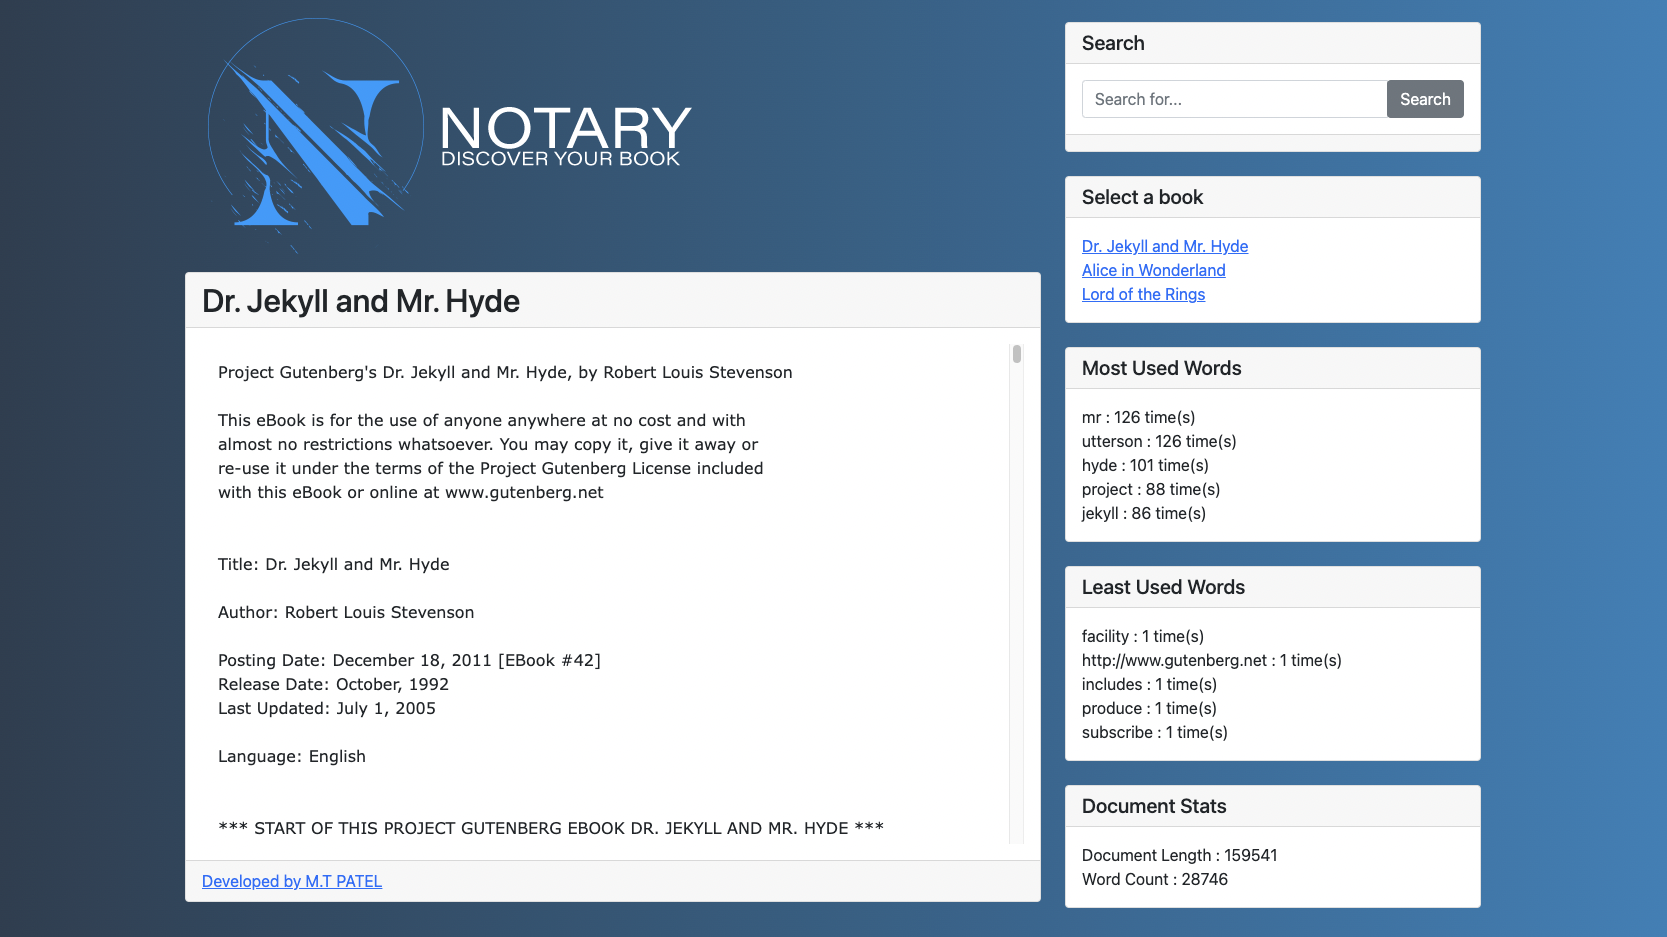 NOTARY
DISCOVER YOUR BOOK
Dr. Jekyll and Mr. Hyde
Project Gutenberg's Dr. Jekyll and Mr. Hyde, by Robert Louis Stevenson
This eBook is for the use of anyone anywhere at no cost and with
almost no restrictions whatsoever. You may copy it, give it away or
re-use it under the terms of the Project Gutenberg License included
with this eBook or online at www.gutenberg.net
Title: Dr. Jekyll and Mr. Hyde
Author: Robert Louis Stevenson
Posting Date: December 18, 2011 [EBook #42]
Release Date: October, 1992
Last Updated: July 1, 2005
Language: English
*** START OF THIS PROJECT GUTENBERG EBOOK DR. JEKYLL AND MR. HYDE ***
Developed by M.T PATEL
Search
Search for...
Search
Select a book
Dr. Jekyll and Mr. Hyde
Alice in Wonderland
Lord of the Rings
Most Used Words
mr : 126 time(s)
utterson : 126 time(s)
hyde : 101 time(s)
project : 88 time(s)
jekyll : 86 time(s)
Least Used Words
facility : 1 time(s)
http://www.gutenberg.net : 1 time(s)
includes : 1 time(s)
produce : 1 time(s)
subscribe : 1 time(s)
Document Stats
Document Length : 159541
Word Count : 28746